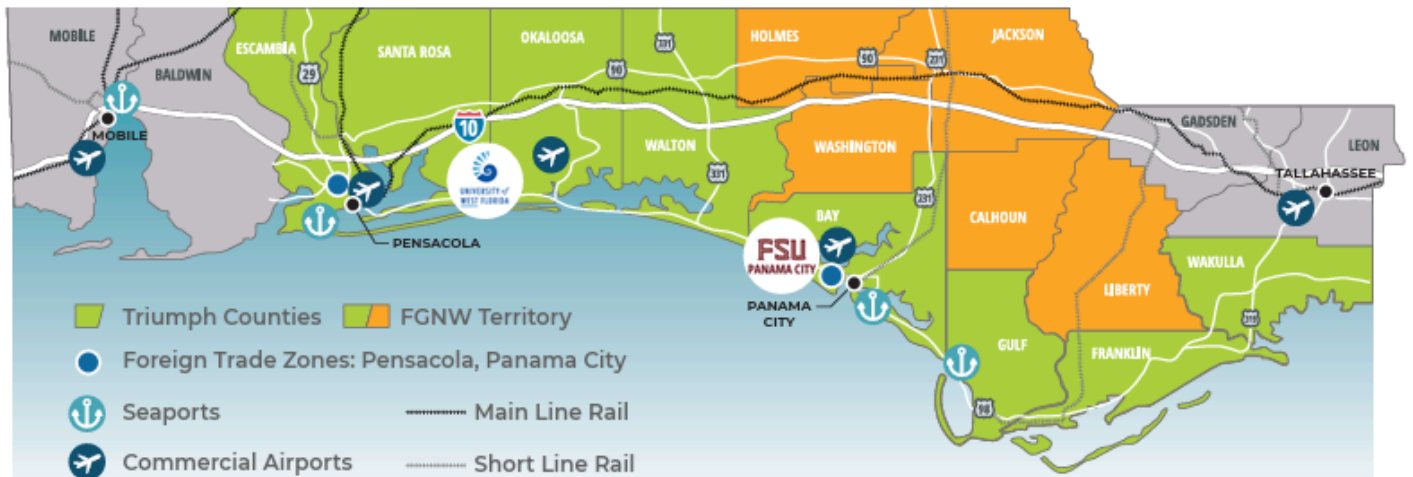 MOBILE
BALDWIN
ESCAMBIA
SANTA ROSA
OKALOOSA
HOLMES
JACKSON
331
90
231
29
90
MOBILE
10
WALTON
WASHINGTON
GADSDEN
LEON
UNIVERSITY of
WEST FLORIDA
331
231
TALLAHASSEE
PENSACOLA
BAY
CALHOUN
FSU
PANAMA CITY
WAKULLA
LIBERTY
PANAMA
CITY
319
GULF
FRANKLIN
98
Triumph Counties
FGNW Territory
Foreign Trade Zones: Pensacola, Panama City
Seaports
Main Line Rail
Commercial Airports
Short Line Rail